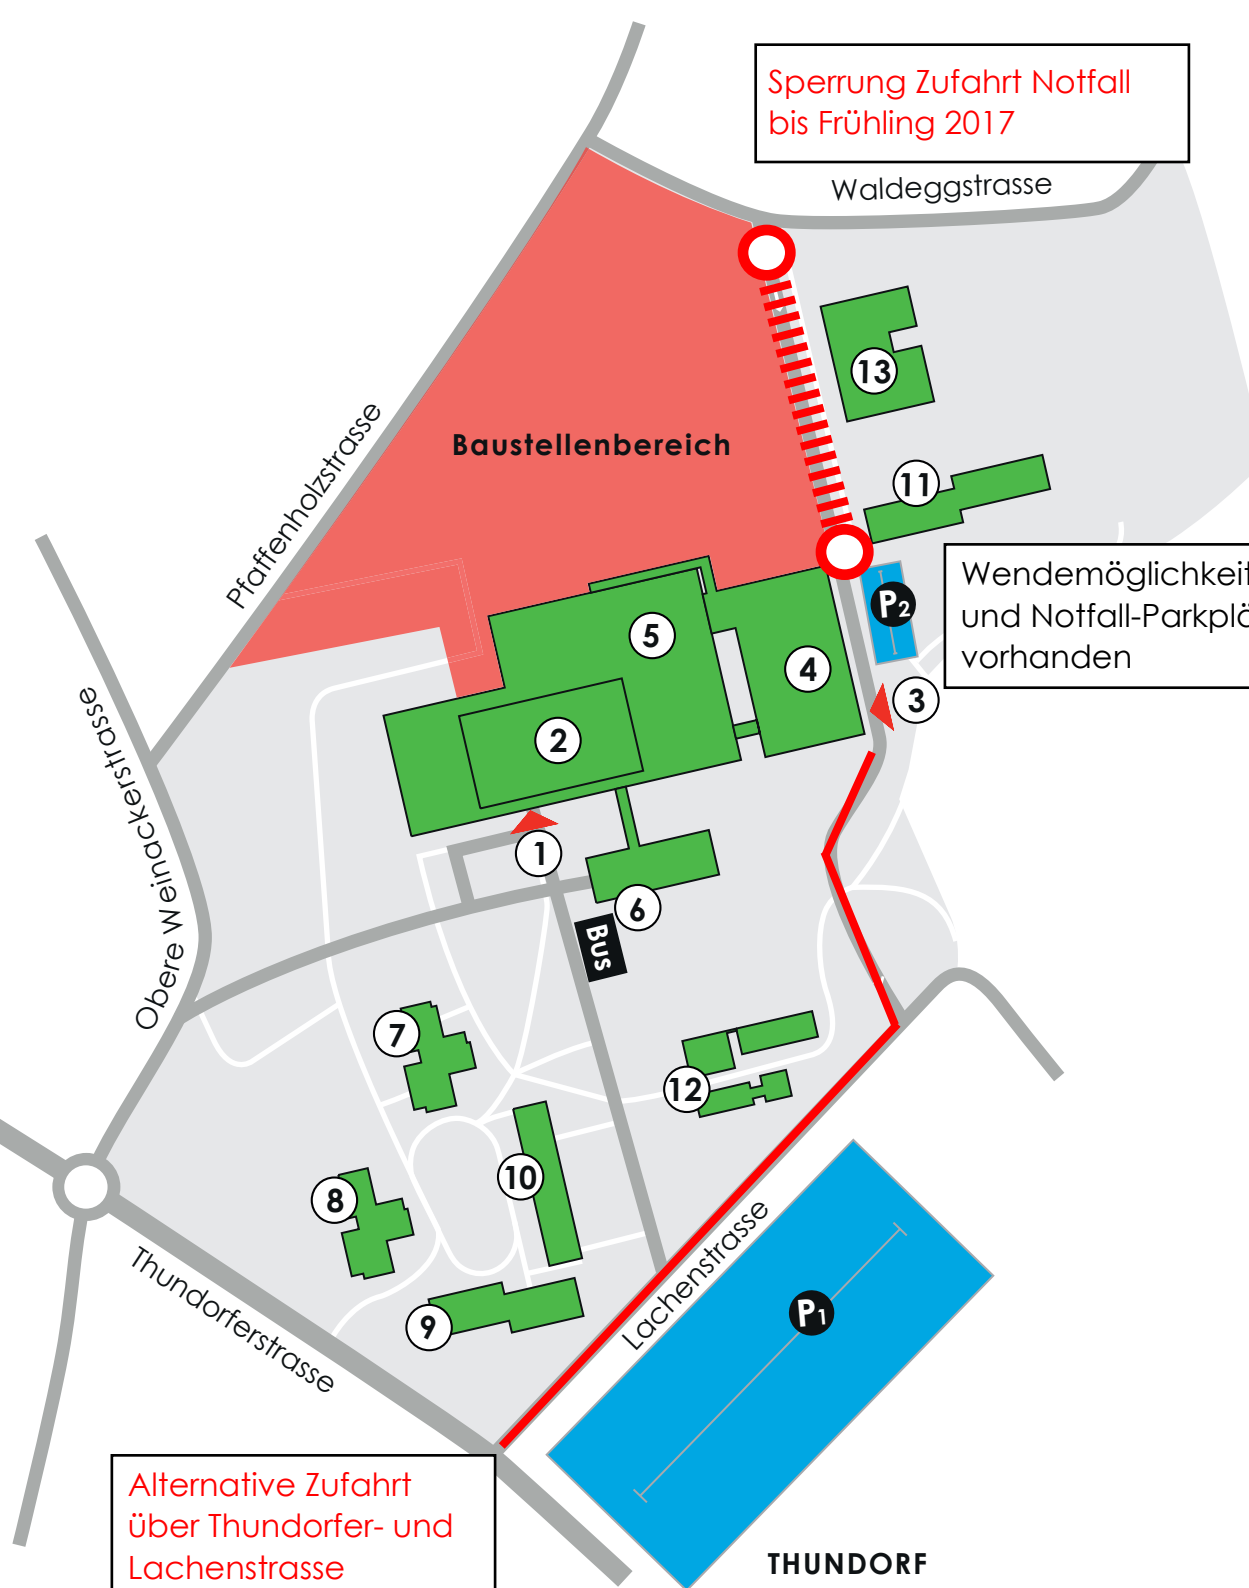 Sperrung Zufahrt Notfall
bis Frühling 2017
Waldeggstrasse
13
Pfaffenholzstrasse
Baustellenbereich
11
Wendemöglichkeit
und Notfall-Parkplä
vorhanden
P2
5
4
3
2
Obere Weinackerstrasse
1
6
Bus
7
12
10
8
Thundorferstrasse
Lachenstrasse
9
P1
Alternative Zufahrt
über Thundorfer- und
Lachenstrasse
THUNDORF